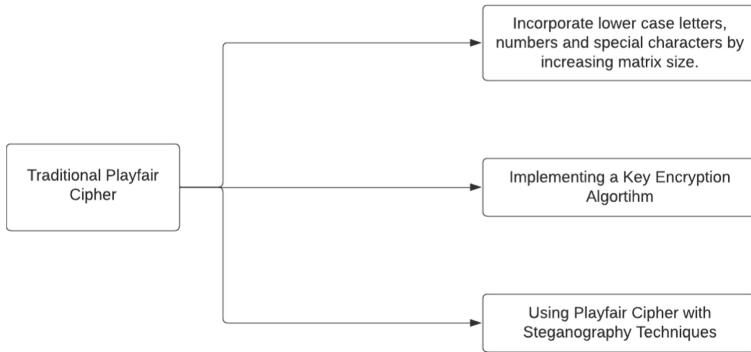 Incorporate lower case letters,
numbers and special characters by
increasing matrix size.
Traditional Playfair
Cipher
Implementing a Key Encryption
Algortihm
Using Playfair Cipher with
Steganography Techniques